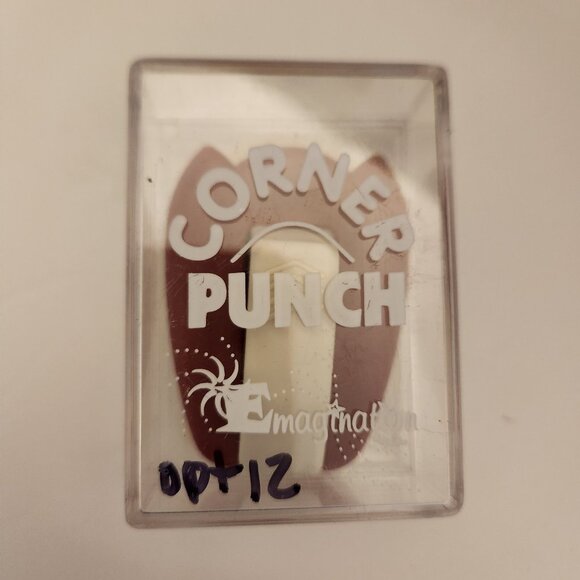 CORNER
PUNCH
Emagination
opt 12